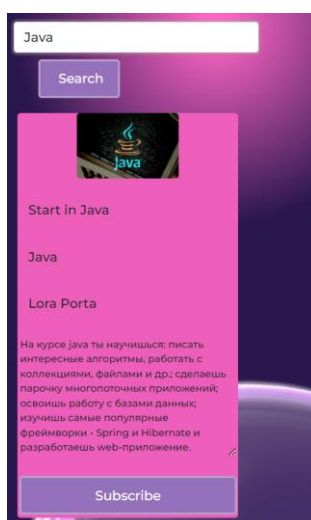 Java
Search
Java
Start in Java
Java
Lora Porta
На курсе java ты научишься: писать
интересные алгоритмы, работать с
коллекциями, файлами и др.; сделаешь
парочку многопоточных приложений;
освоишь работу с базами данных;
изучишь самые популярные
фреймворки - Spring и Hibernate и
разработаешь web-приложение.
Subscribe